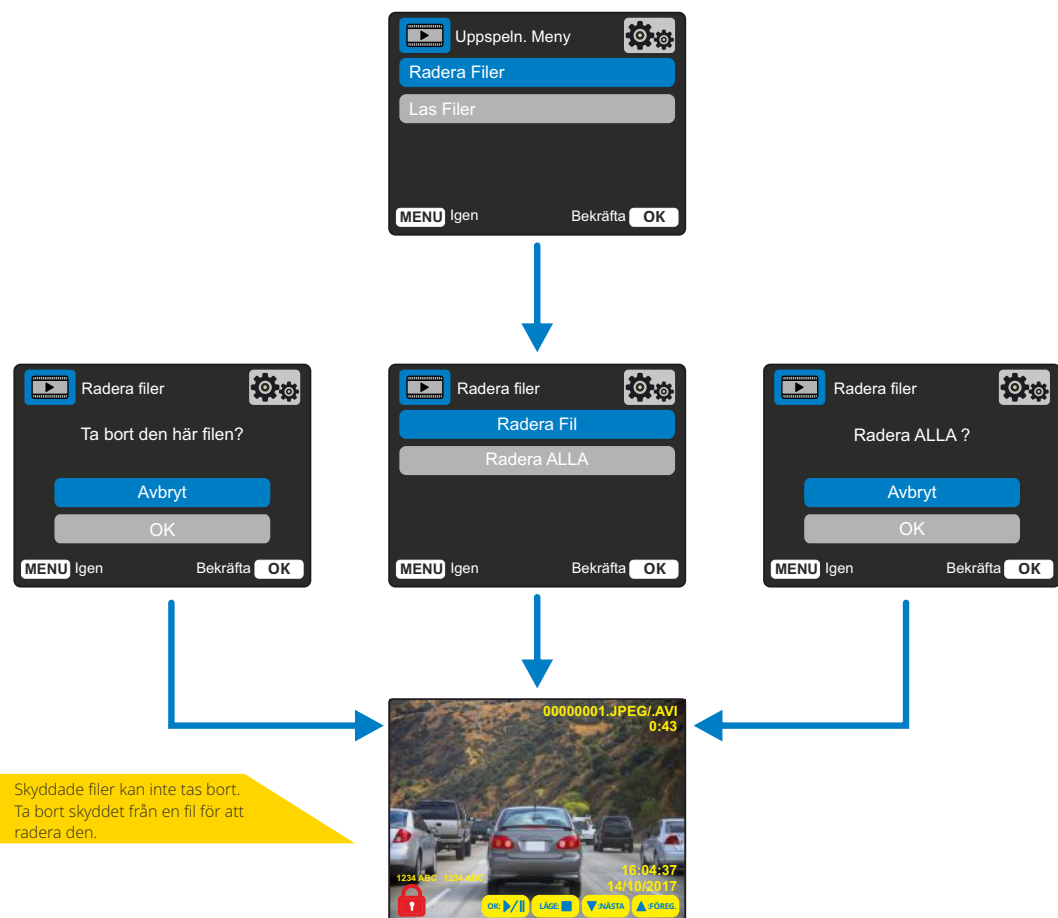 Uppspeln. Meny
Radera Filer
Las Filer
MENU Igen Bekräfta OK
Radera filer
Ta bort den här filen?
Avbryt
OK
MENU Igen Bekräfta OK
Radera filer
Radera Fil
Radera ALLA
MENU Igen Bekräfta OK
Radera filer
Radera ALLA ?
Avbryt
OK
MENU Igen Bekräfta OK
Skyddade filer kan inte tas bort.
Ta bort skyddet från en fil för att
radera den.
00000001.JPEG/.AVI
0:43
16:04:37
1234 ABC 1234 ABC
14/10/2017
OK: LÄGE: :NÄSTA :FÖREG.